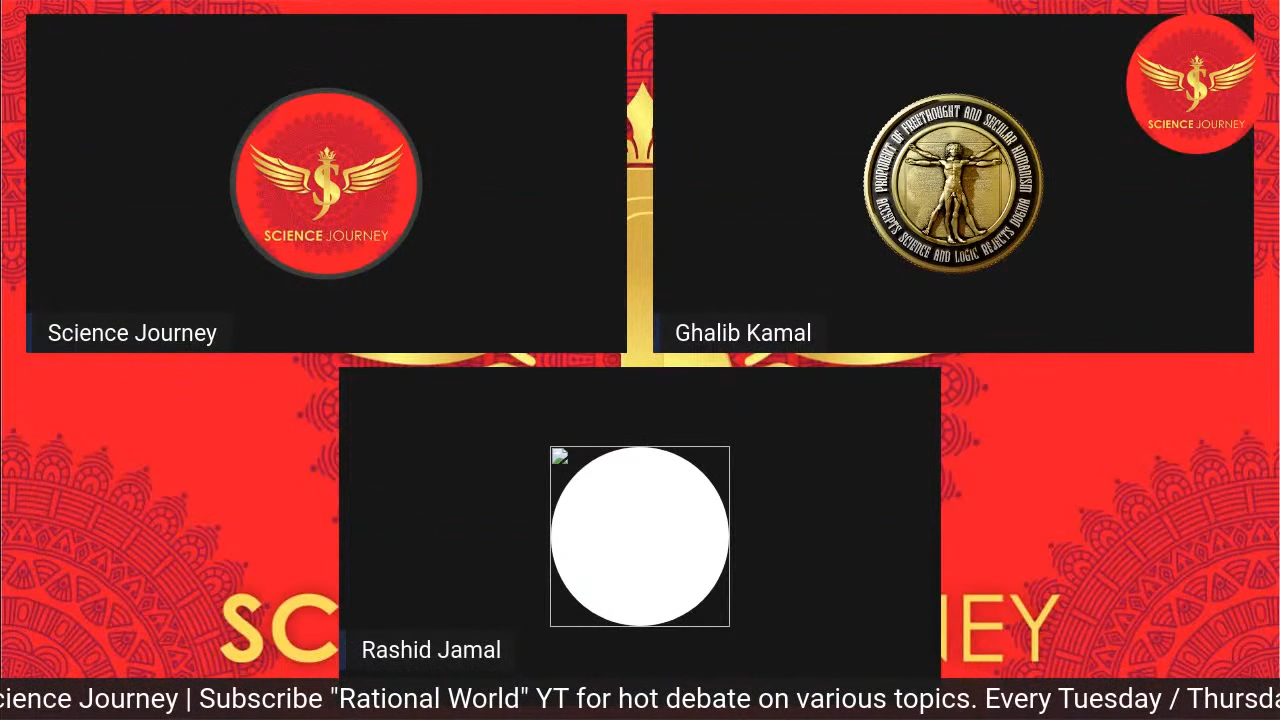 SCIENCE JOURNEY
Science Journey
PROPONENT OF FREETHOUGHT AND SECULAR HUMANISM
ACCEPTS SCIENCE AND LOGIC REJECTS DOGMA
Ghalib Kamal
SCIENCE JOURNEY
Rashid Jamal
SC NEY
cience Journey | Subscribe "Rational World" YT for hot debate on various topics. Every Tuesday / Thursda